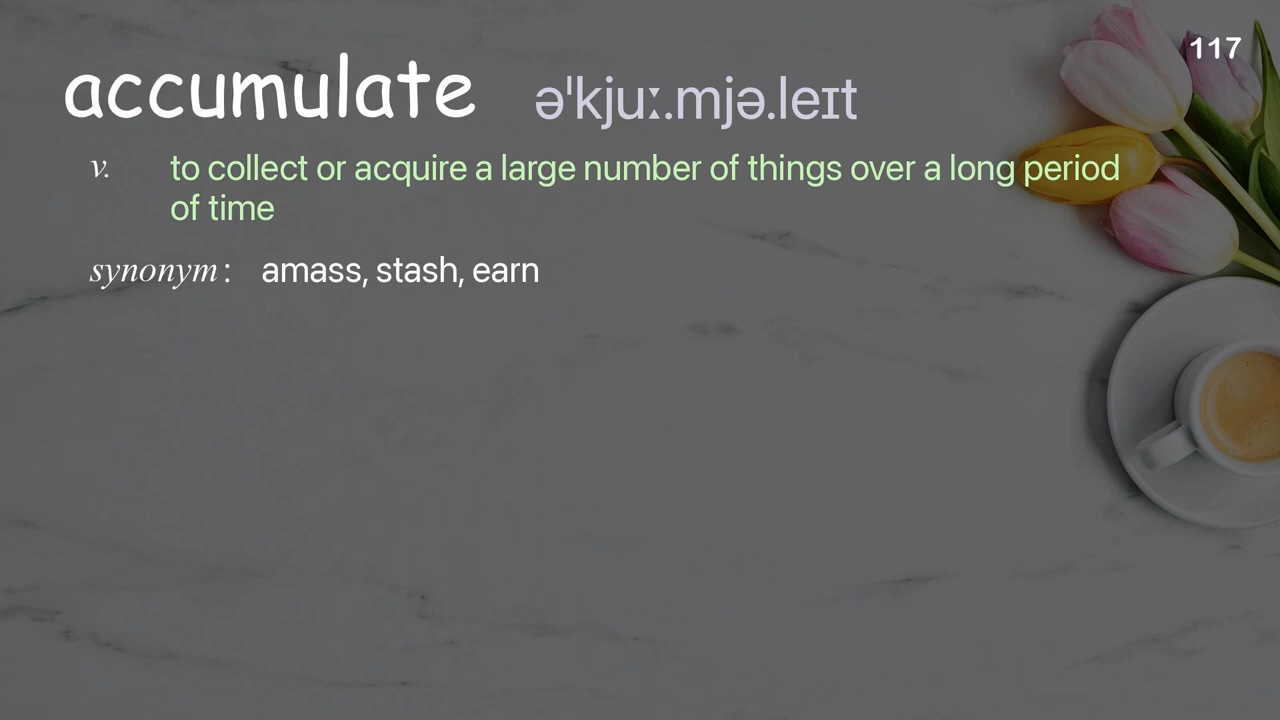 117
accumulate əˈkjuː.mjə.leɪt
v. to collect or acquire a large number of things over a long period
of time
synonym: amass, stash, earn